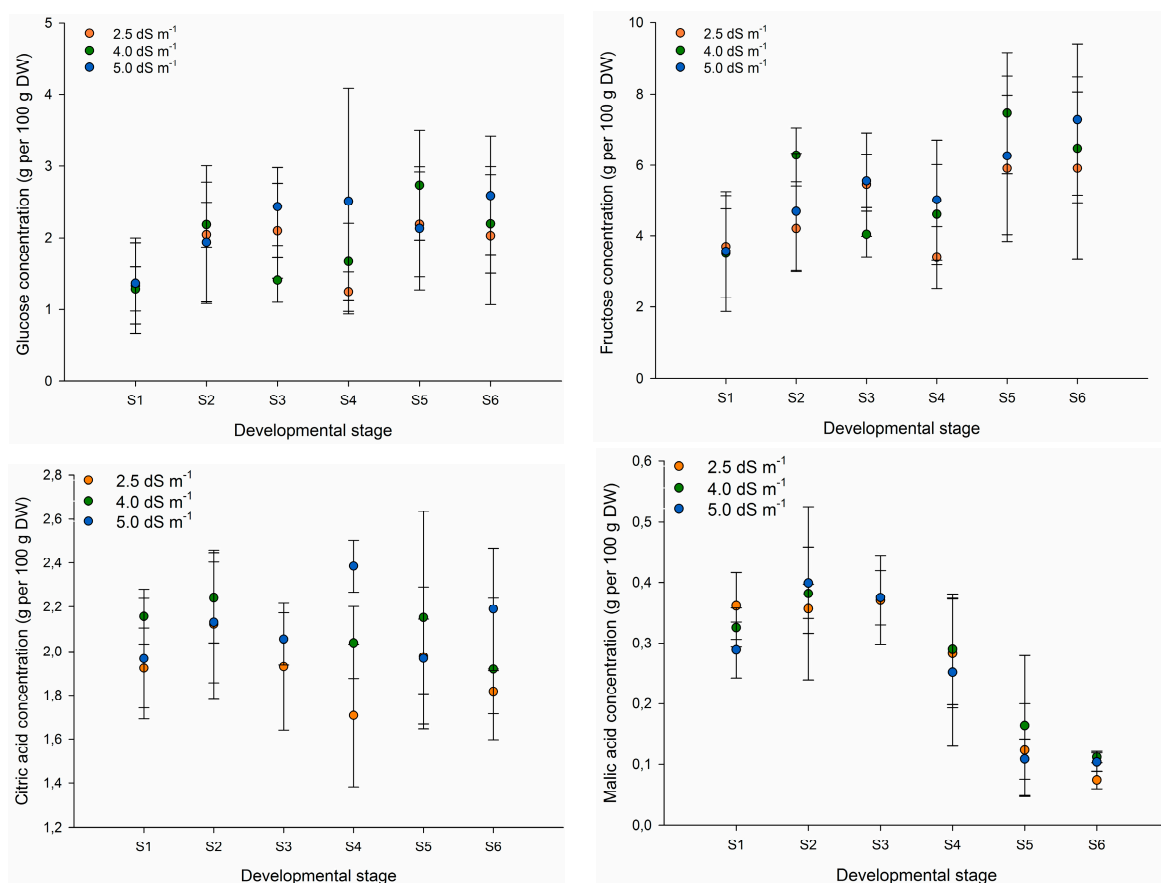 5
4
3
2
1
0
Glucose concentration (g per 100 g DW)
2.5 dS m-1
4.0 dS m-1
5.0 dS m-1
S1 S2 S3 S4 S5 S6
Developmental stage
10
8
6
4
2
0
Fructose concentration (g per 100 g DW)
2.5 dS m-1
4.0 dS m-1
5.0 dS m-1
S1 S2 S3 S4 S5 S6
Developmental stage
2,8
2,6
2,4
2,2
2,0
1,8
1,6
1,4
1,2
Citric acid concentration (g per 100 g DW)
2.5 dS m-1
4.0 dS m-1
5.0 dS m-1
S1 S2 S3 S4 S5 S6
Developmental stage
0,6
0,5
0,4
0,3
0,2
0,1
0,0
Malic acid concentration (g per 100 g DW)
2.5 dS m-1
4.0 dS m-1
5.0 dS m-1
S1 S2 S3 S4 S5 S6
Developmental stage